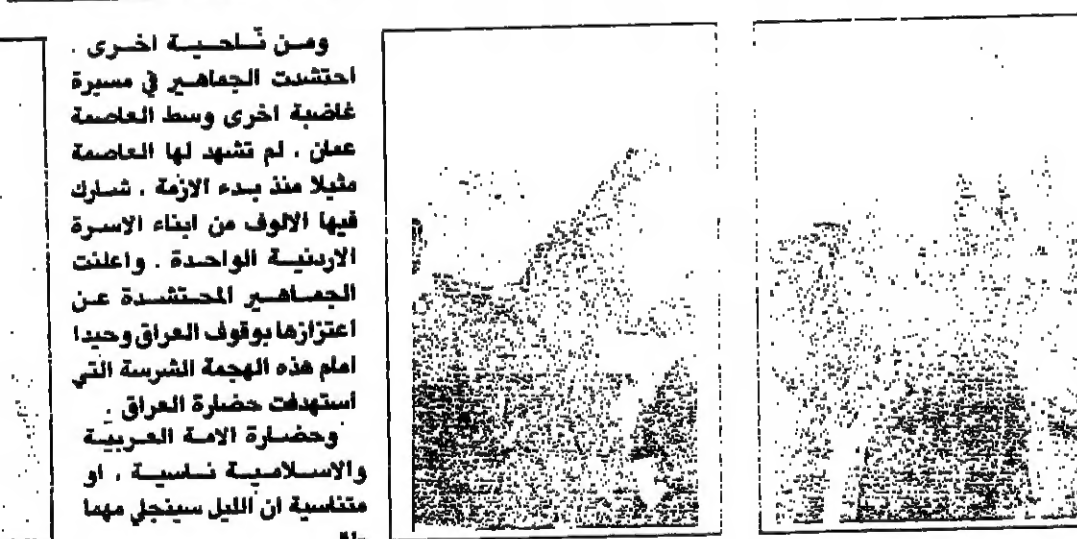 ومن ناحية اخرى .
احتشدت الجماهير في مسيرة
غاضبة اخرى وسط العاصمة
عمان . لم تشهد لها العاصمة
مثيلا منذ بدء الازمة . شارك
فيها الالوف من ابناء الاسرة
الاردنية الواحدة . واعلنت
الجماهير المحتشدة عن
اعتزازها بوقوف العراق وحيدا
امام هذه الهجمة الشرسة التي
استهدفت حضارة العراق .
وحضارة الامة العربية
والاسلامية ناسية ، او
متناسية ان الليل سينجلي مهما